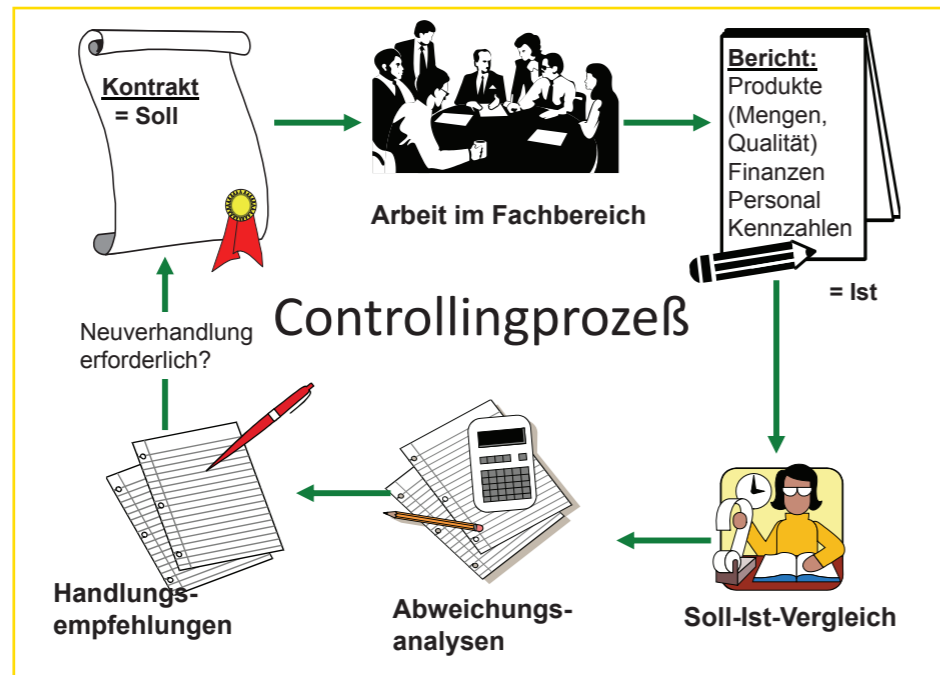 Kontrakt
= Soll
Arbeit im Fachbereich
Bericht:
Produkte
(Mengen,
Qualität)
Finanzen
Personal
Kennzahlen
= Ist
Controllingprozeß
Neuverhandlung
erforderlich?
Handlungs-
empfehlungen
Abweichungs-
analysen
Soll-Ist-Vergleich